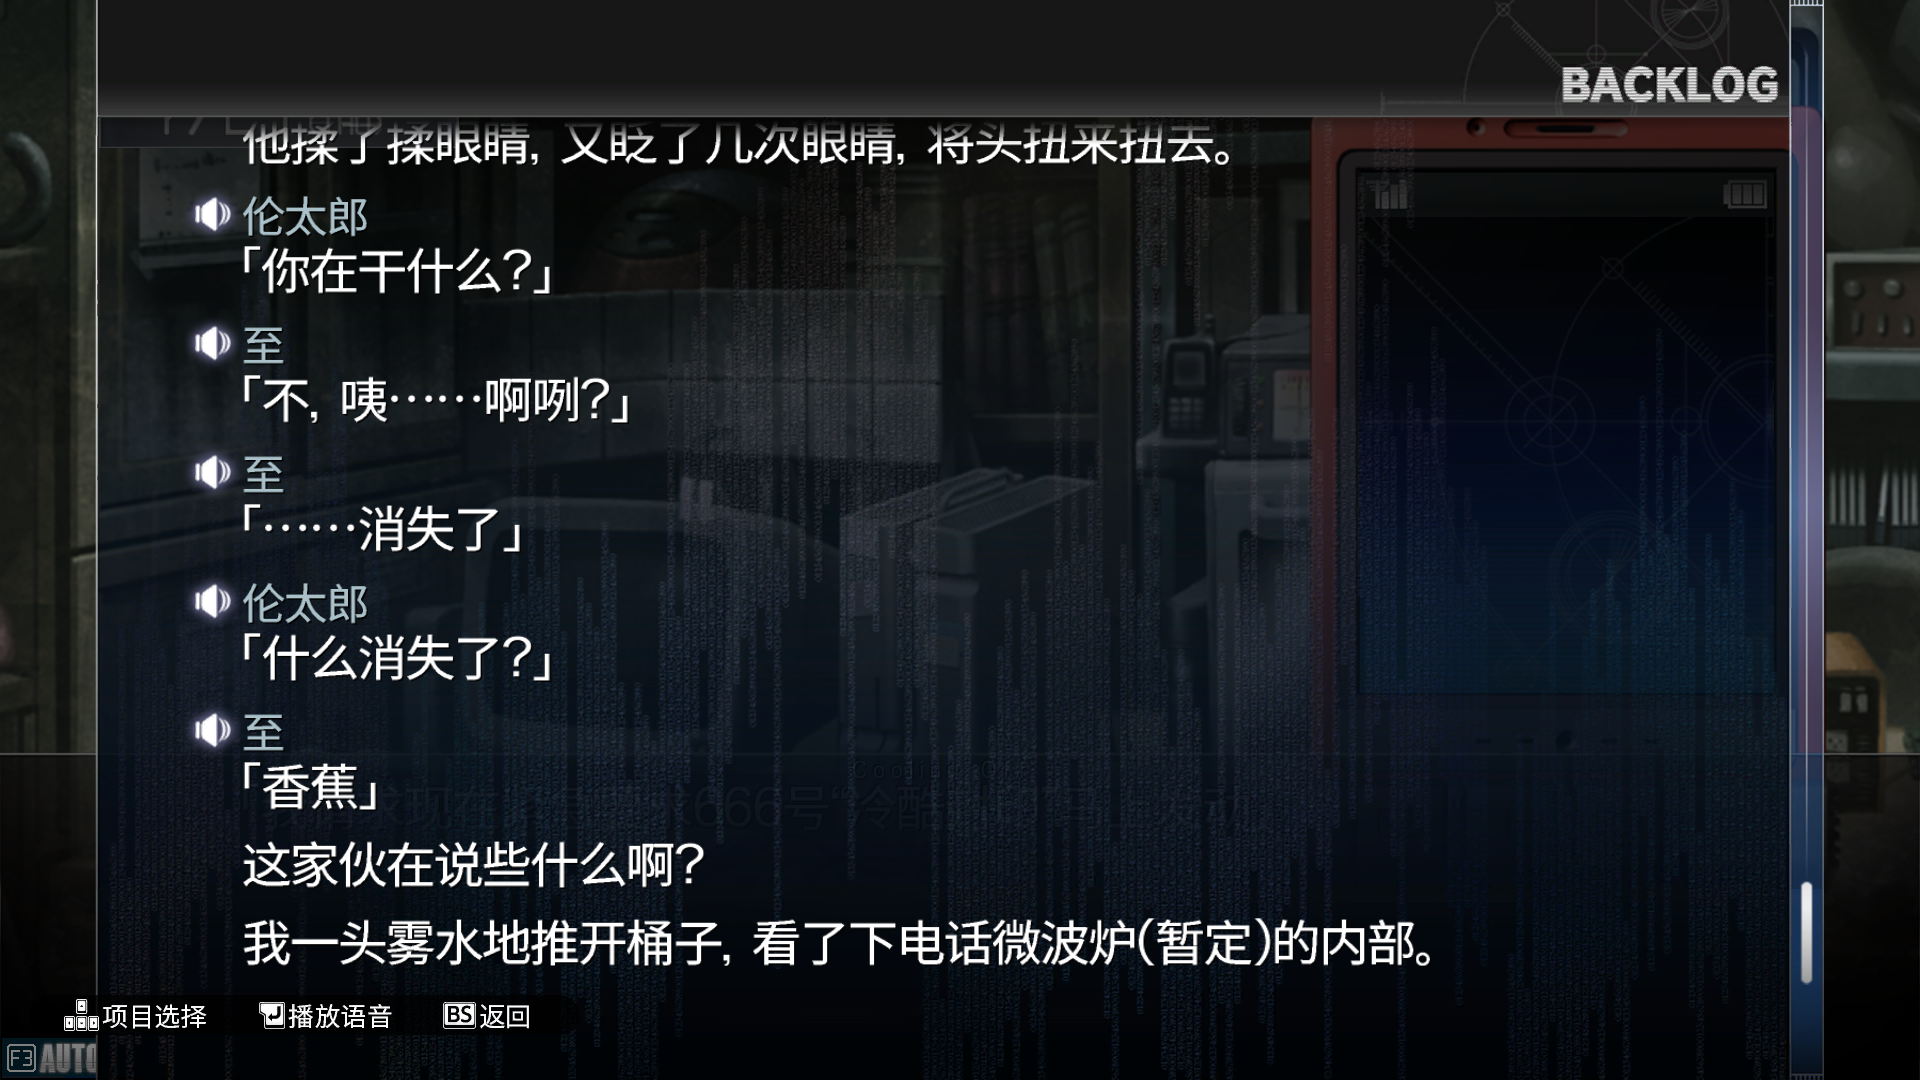 BACKLOG
他揉了揉眼睛, 又眨了几次眼睛, 将头扭来扭去。
伦太郎
「你在干什么?」
至
「不, 咦……啊咧?」
至
「……消失了」
伦太郎
「什么消失了?」
至
「香蕉」
这家伙在说些什么啊?
我一头雾水地推开桶子, 看了下电话微波炉(暂定)的内部。
项目选择
播放语音
BS 返回
F3 AUTO